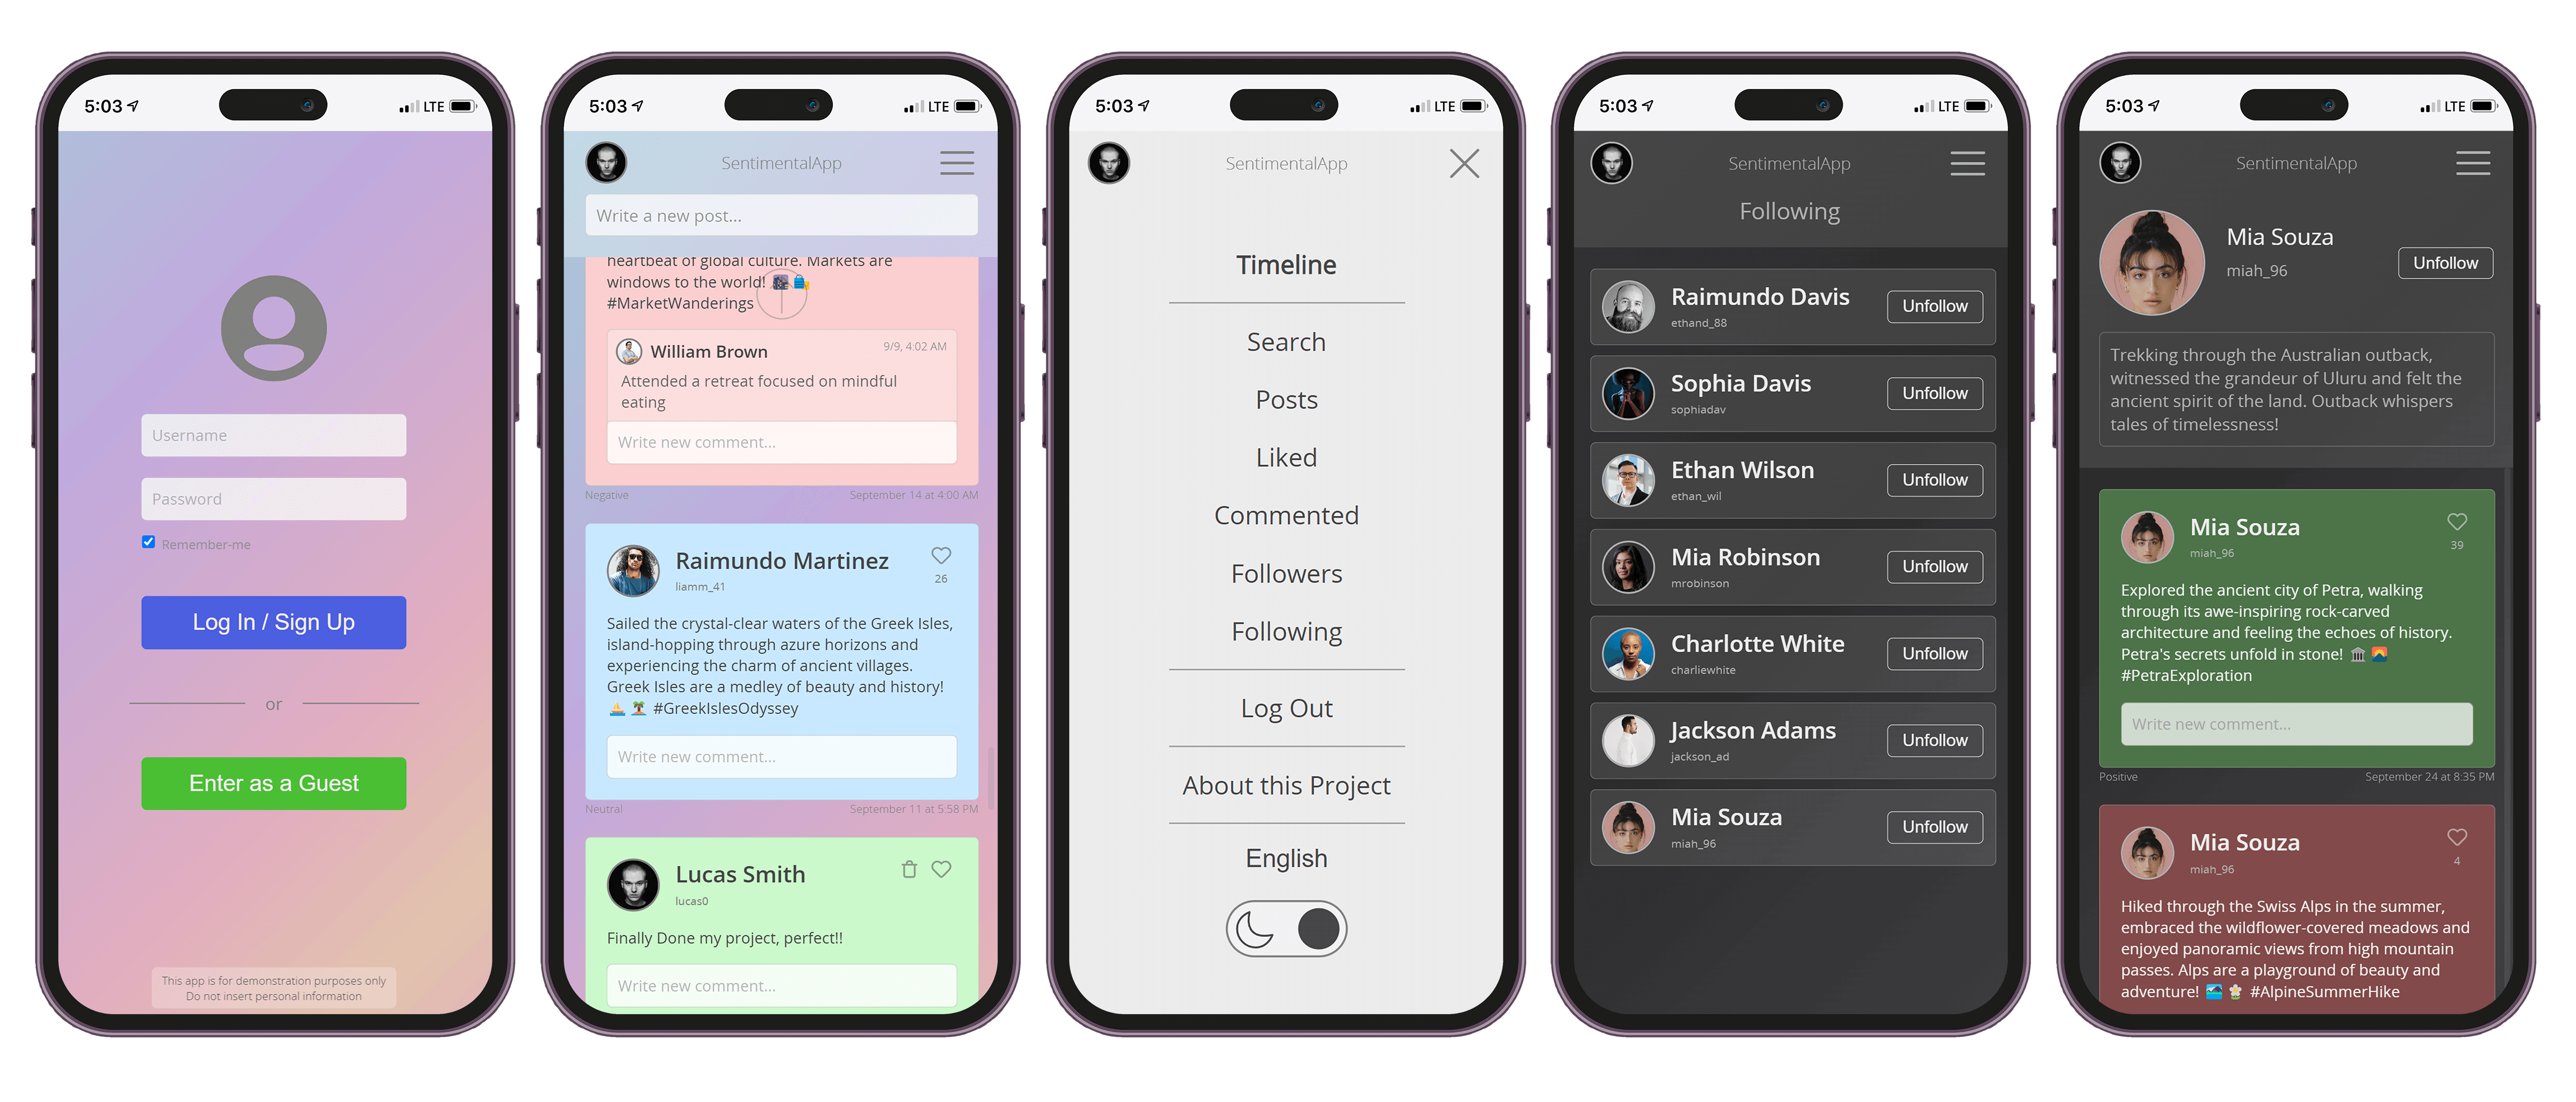 5:03
LTE
Username
Password
Remember-me
Log In / Sign Up
or
Enter as a Guest
This app is for demonstration purposes only
Do not insert personal information
5:03
LTE
SentimentalApp
Write a new post...
heartbeat of global culture. Markets are
windows to the world!
#MarketWanderings
William Brown
9/9, 4:02 AM
Attended a retreat focused on mindful
eating
Write new comment...
Negative
September 14 at 4:00 AM
Raimundo Martinez
26
liamm_41
Sailed the crystal-clear waters of the Greek Isles,
island-hopping through azure horizons and
experiencing the charm of ancient villages.
Greek Isles are a medley of beauty and history!
#GreekIslesOdyssey
Write new comment...
Neutral
September 11 at 5:58 PM
Lucas Smith
lucas0
Finally Done my project, perfect!!
Write new comment...
5:03
LTE
SentimentalApp
Timeline
Search
Posts
Liked
Commented
Followers
Following
Log Out
About this Project
English
5:03
LTE
SentimentalApp
Following
Raimundo Davis
ethand_88
Unfollow
Sophia Davis
sophiadav
Unfollow
Ethan Wilson
ethan_wil
Unfollow
Mia Robinson
mrobinson
Unfollow
Charlotte White
charliewhite
Unfollow
Jackson Adams
jackson_ad
Unfollow
Mia Souza
miah_96
Unfollow
5:03
LTE
SentimentalApp
Mia Souza
miah_96
Unfollow
Trekking through the Australian outback,
witnessed the grandeur of Uluru and felt the
ancient spirit of the land. Outback whispers
tales of timelessness!
Mia Souza
39
miah_96
Explored the ancient city of Petra, walking
through its awe-inspiring rock-carved
architecture and feeling the echoes of history.
Petra's secrets unfold in stone!
#PetraExploration
Write new comment...
Positive
September 24 at 8:35 PM
Mia Souza
4
miah_96
Hiked through the Swiss Alps in the summer,
embraced the wildflower-covered meadows and
enjoyed panoramic views from high mountain
passes. Alps are a playground of beauty and
adventure! #AlpineSummerHike